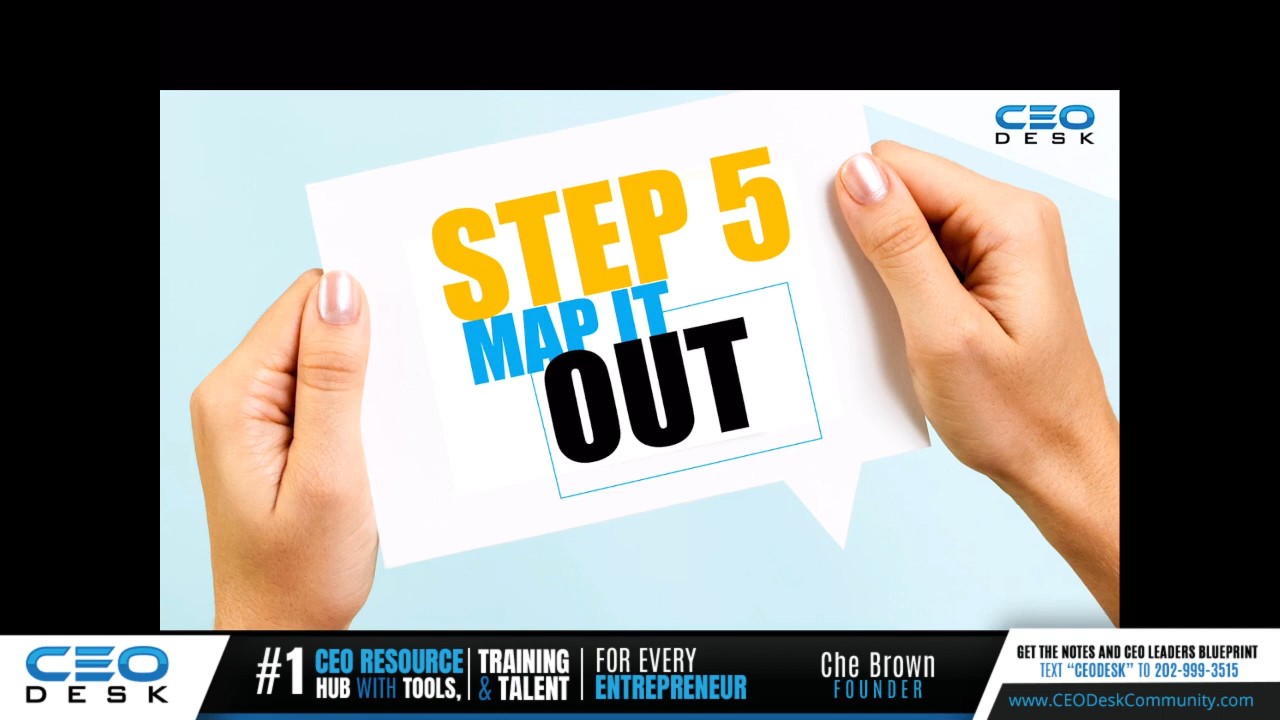 CEO
DESK
STEP 5
MAP IT
OUT
CEO
DESK
#1 CEO RESOURCE
HUB WITH TOOLS,
TRAINING
& TALENT
FOR EVERY
ENTREPRENEUR
Che Brown
FOUNDER
GET THE NOTES AND CEO LEADERS BLUEPRINT
TEXT “CEODESK” TO 202-999-3515
www.CEODeskCommunity.com